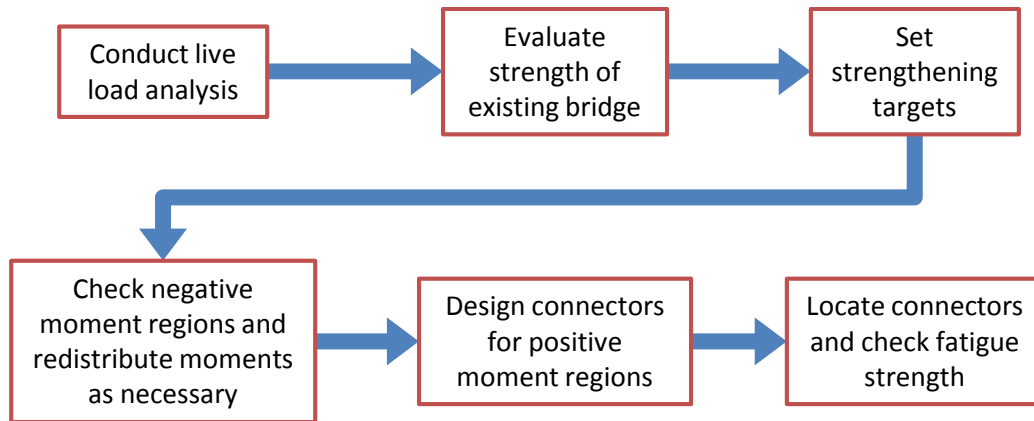 Conduct live
load analysis
Evaluate
strength of
existing bridge
Set
strengthening
targets
Check negative
moment regions and
redistribute moments
as necessary
Design connectors
for positive
moment regions
Locate connectors
and check fatigue
strength